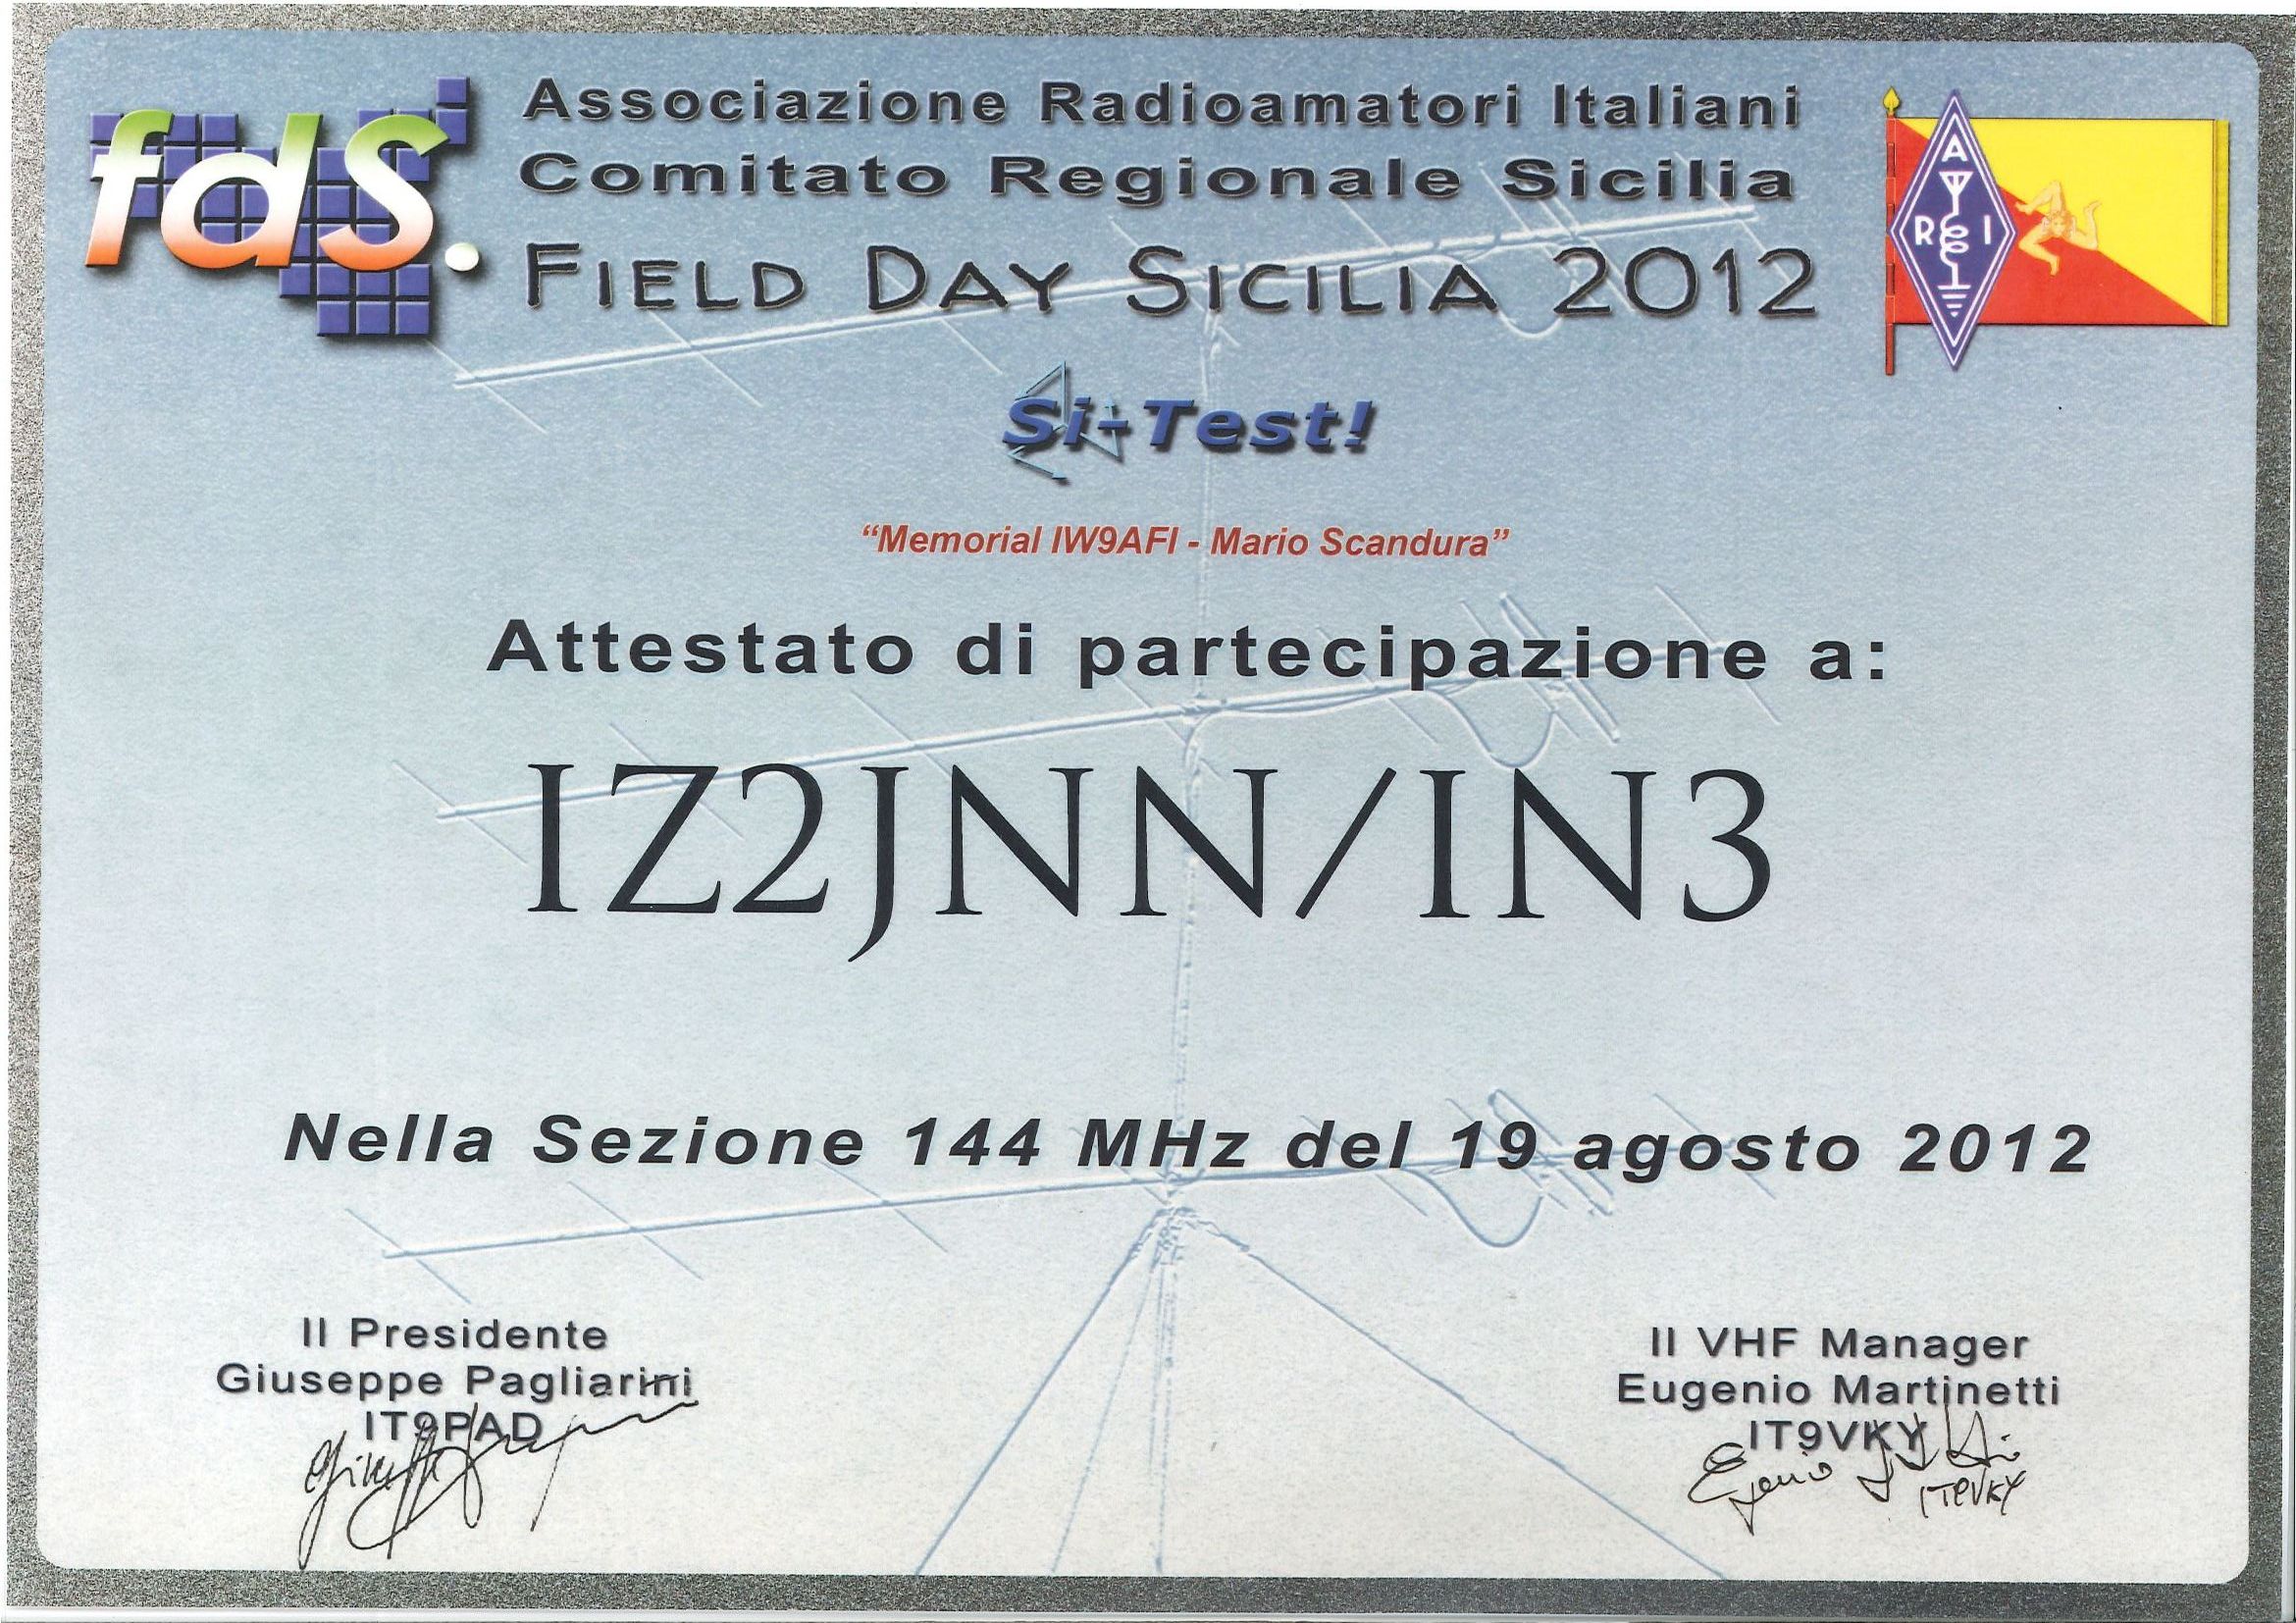 fds.
Associazione Radioamatori Italiani
Comitato Regionale Sicilia
FIELD DAY SICILIA 2012
A
R I
Si-Test!
“Memorial IW9AFI - Mario Scandura”
Attestato di partecipazione a:
IZ2JNN/IN3
Nella Sezione 144 MHz del 19 agosto 2012
Il Presidente
Giuseppe Pagliarini
IT9PAD
Il VHF Manager
Eugenio Martinetti
IT9VKY
IT9VKY